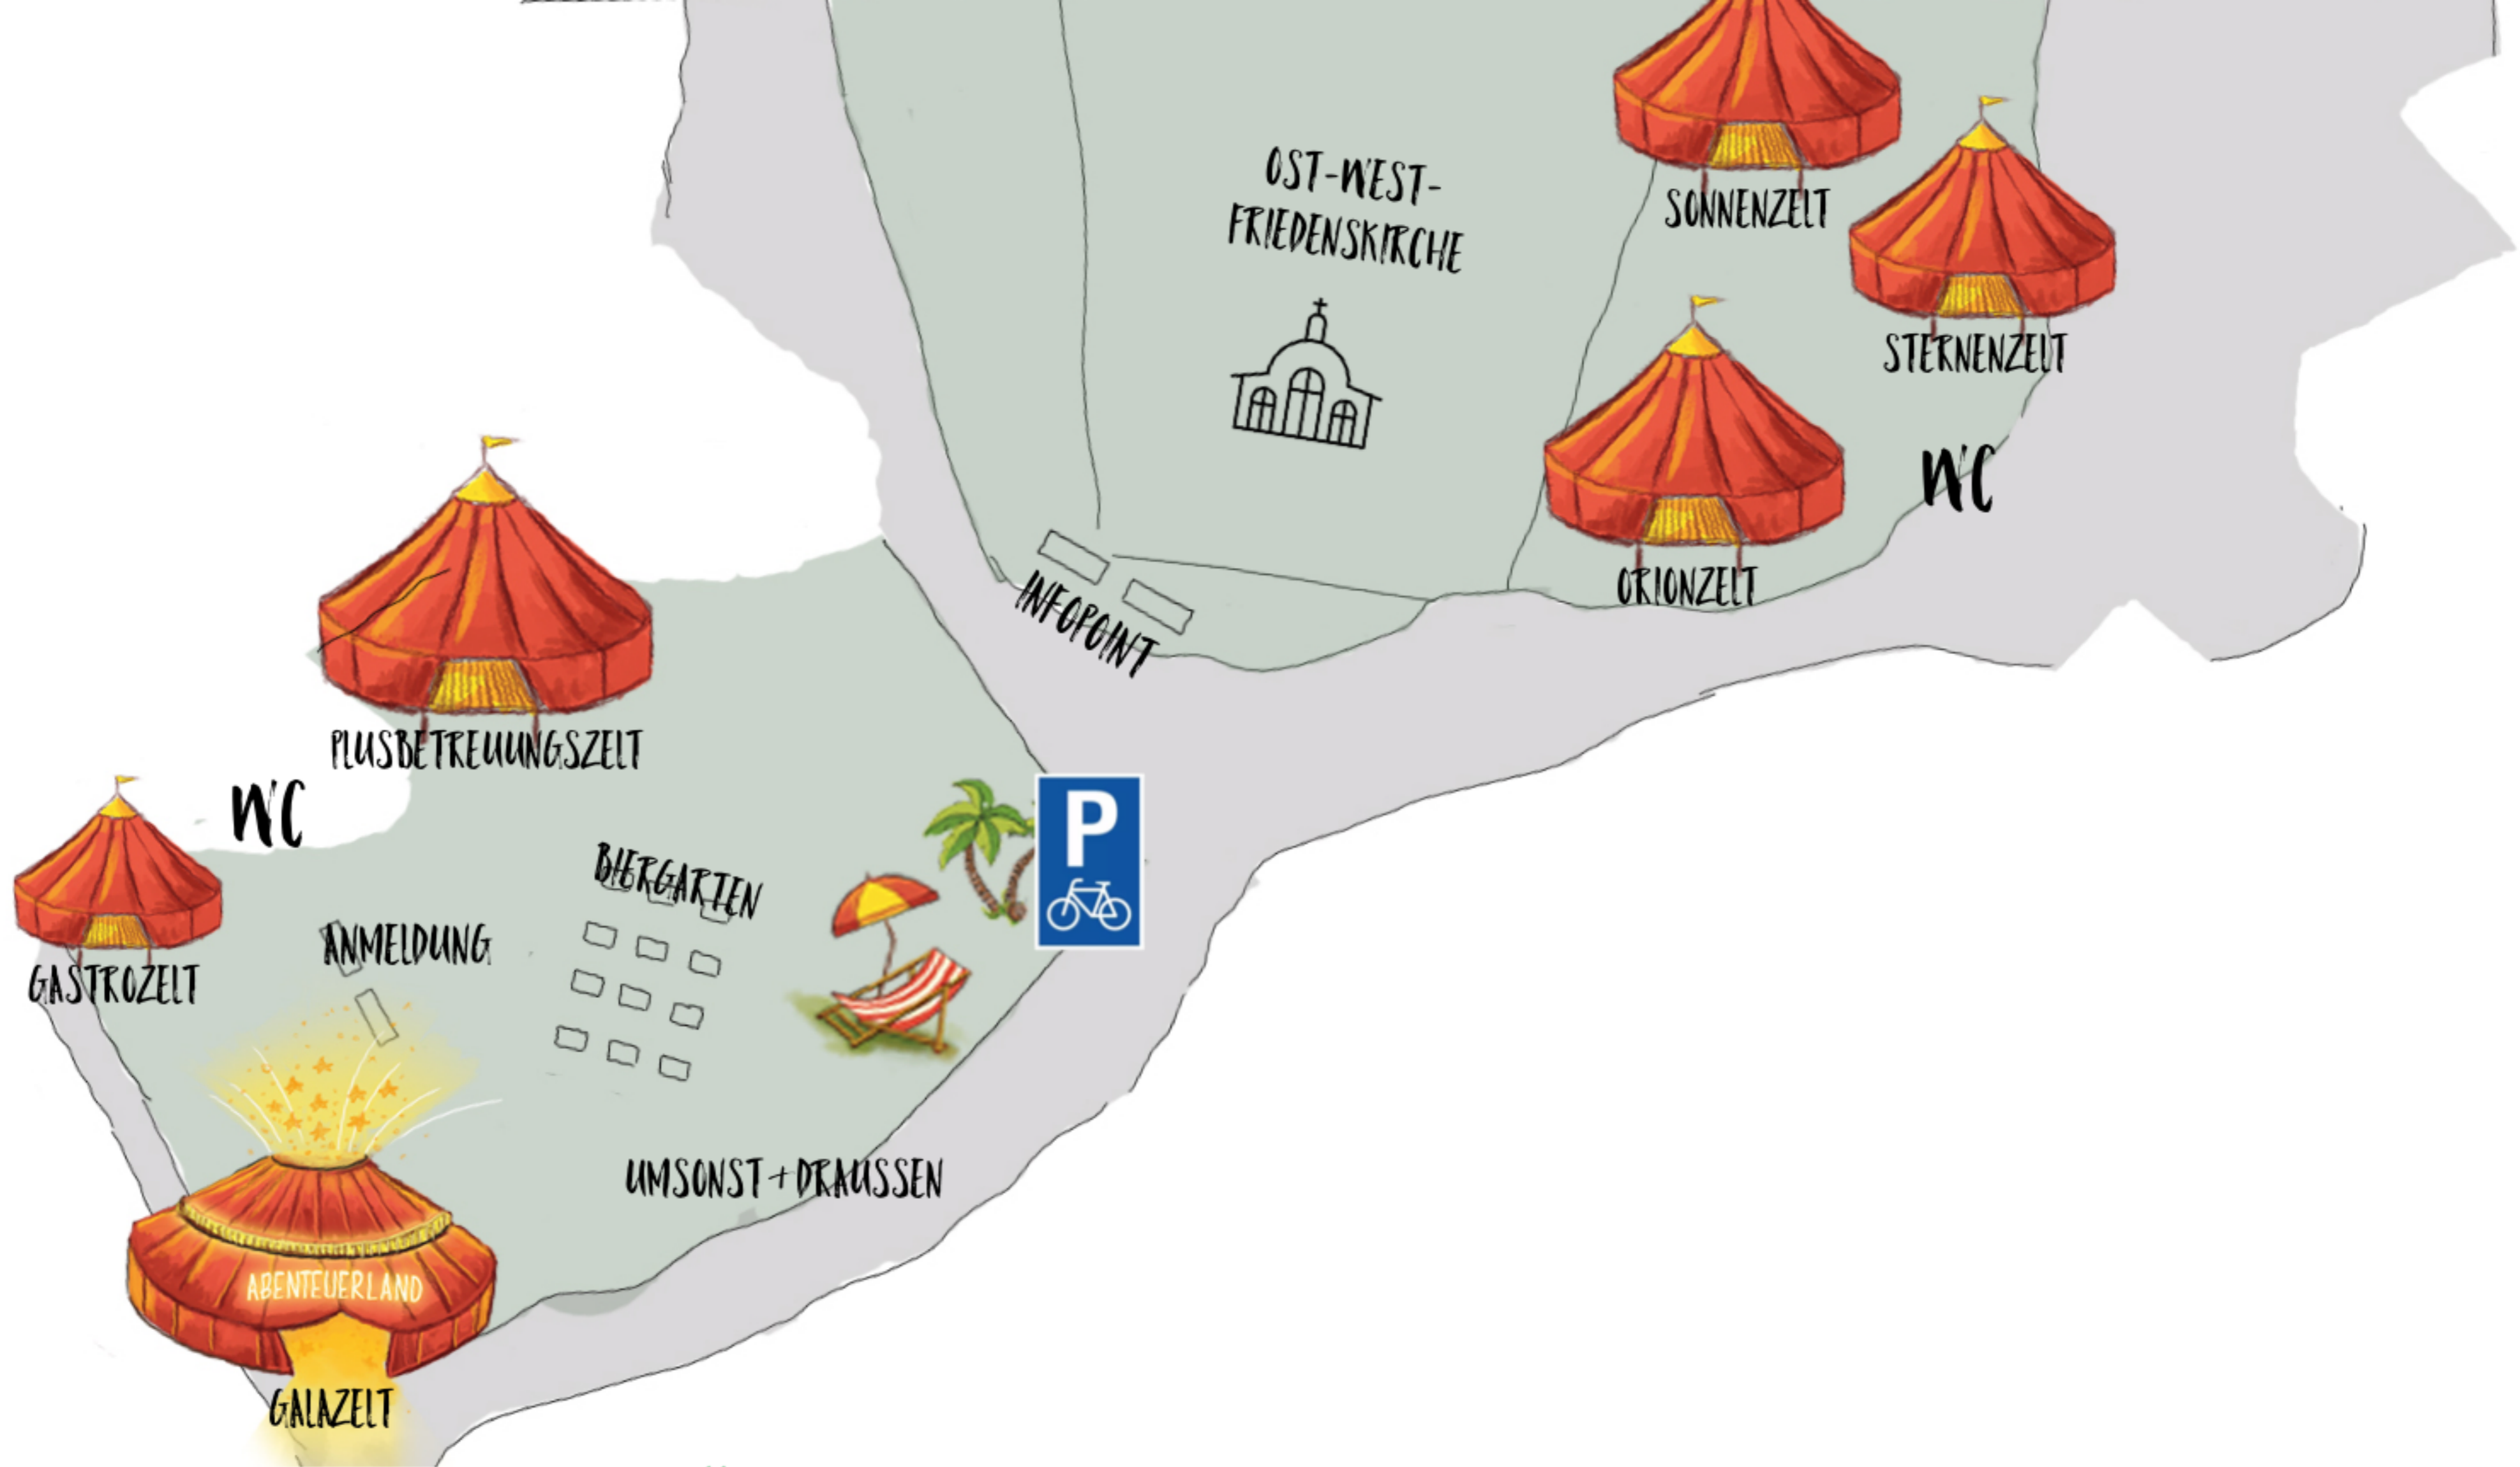 OST-WEST-
FRIEDENSKIRCHE
SONNENZELT
STERNENZELT
WC
ORIONZELT
INFOPOINT
PLUSBETREUUNGSZELT
WC
P
BIERGARTEN
ANMELDUNG
GASTROZELT
UMSONST+DRAUSSEN
ABENTEUERLAND
GALAZELT